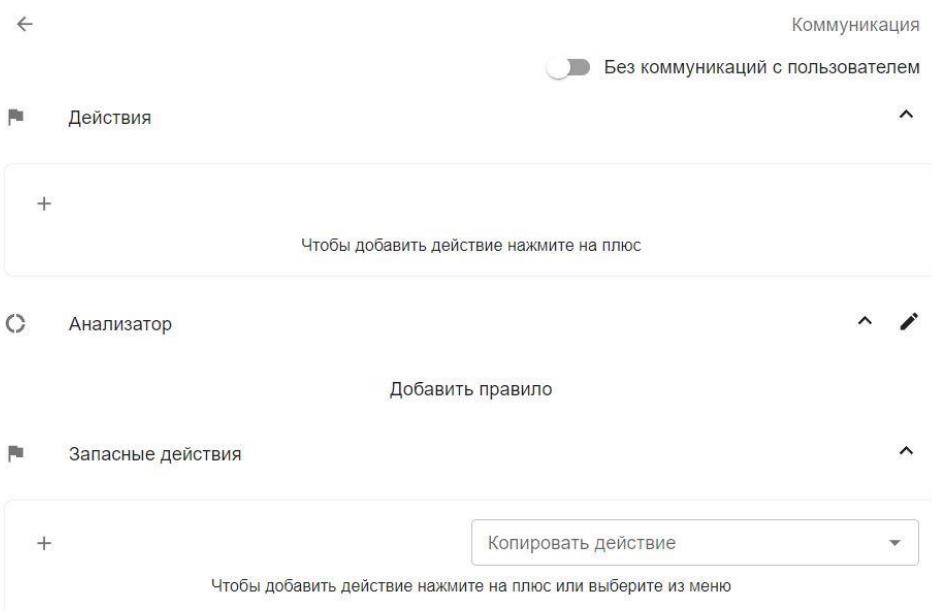 Коммуникация
Без коммуникаций с пользователем
Действия
Чтобы добавить действие нажмите на плюс
Анализатор
Добавить правило
Запасные действия
Копировать действие
Чтобы добавить действие нажмите на плюс или выберите из меню